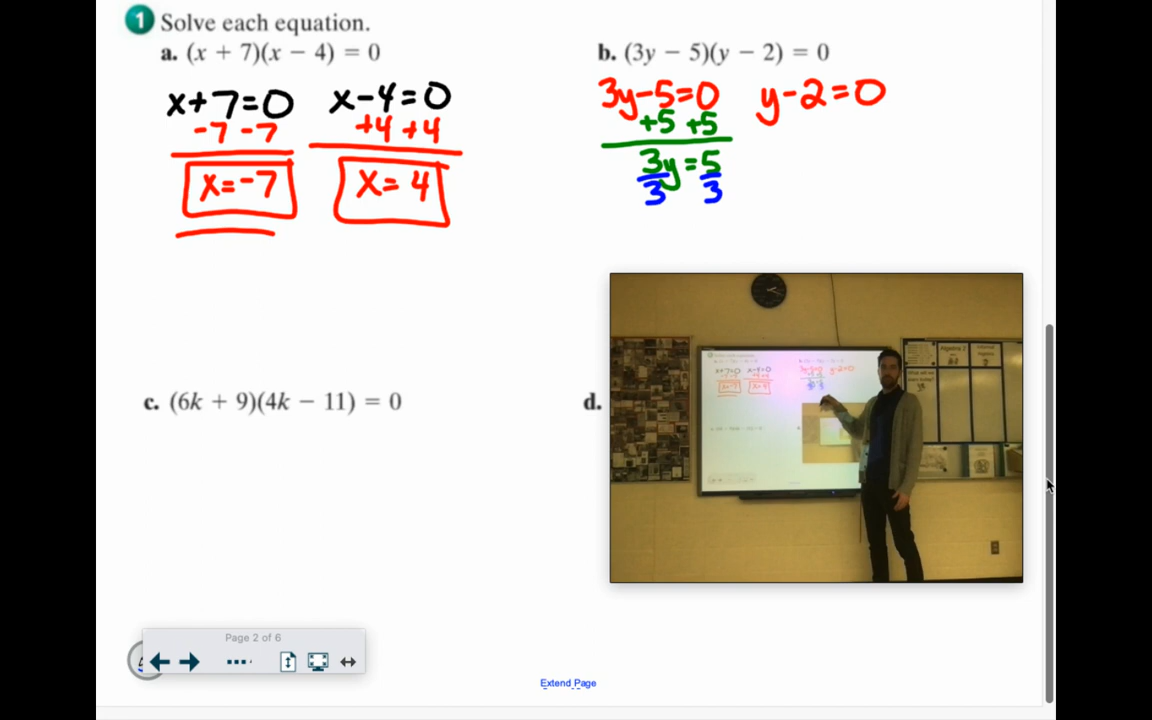 1 Solve each equation.
a. (x + 7)(x − 4) = 0
x+7=0 x-4=0
-7 -7 +4 +4
x=-7 x=4
b. (3y − 5)(y − 2) = 0
3y-5=0 y-2=0
+5 +5
3y=5
3 3
c. (6k + 9)(4k − 11) = 0
d.
Algebra 2
Page 2 of 6
Extend Page